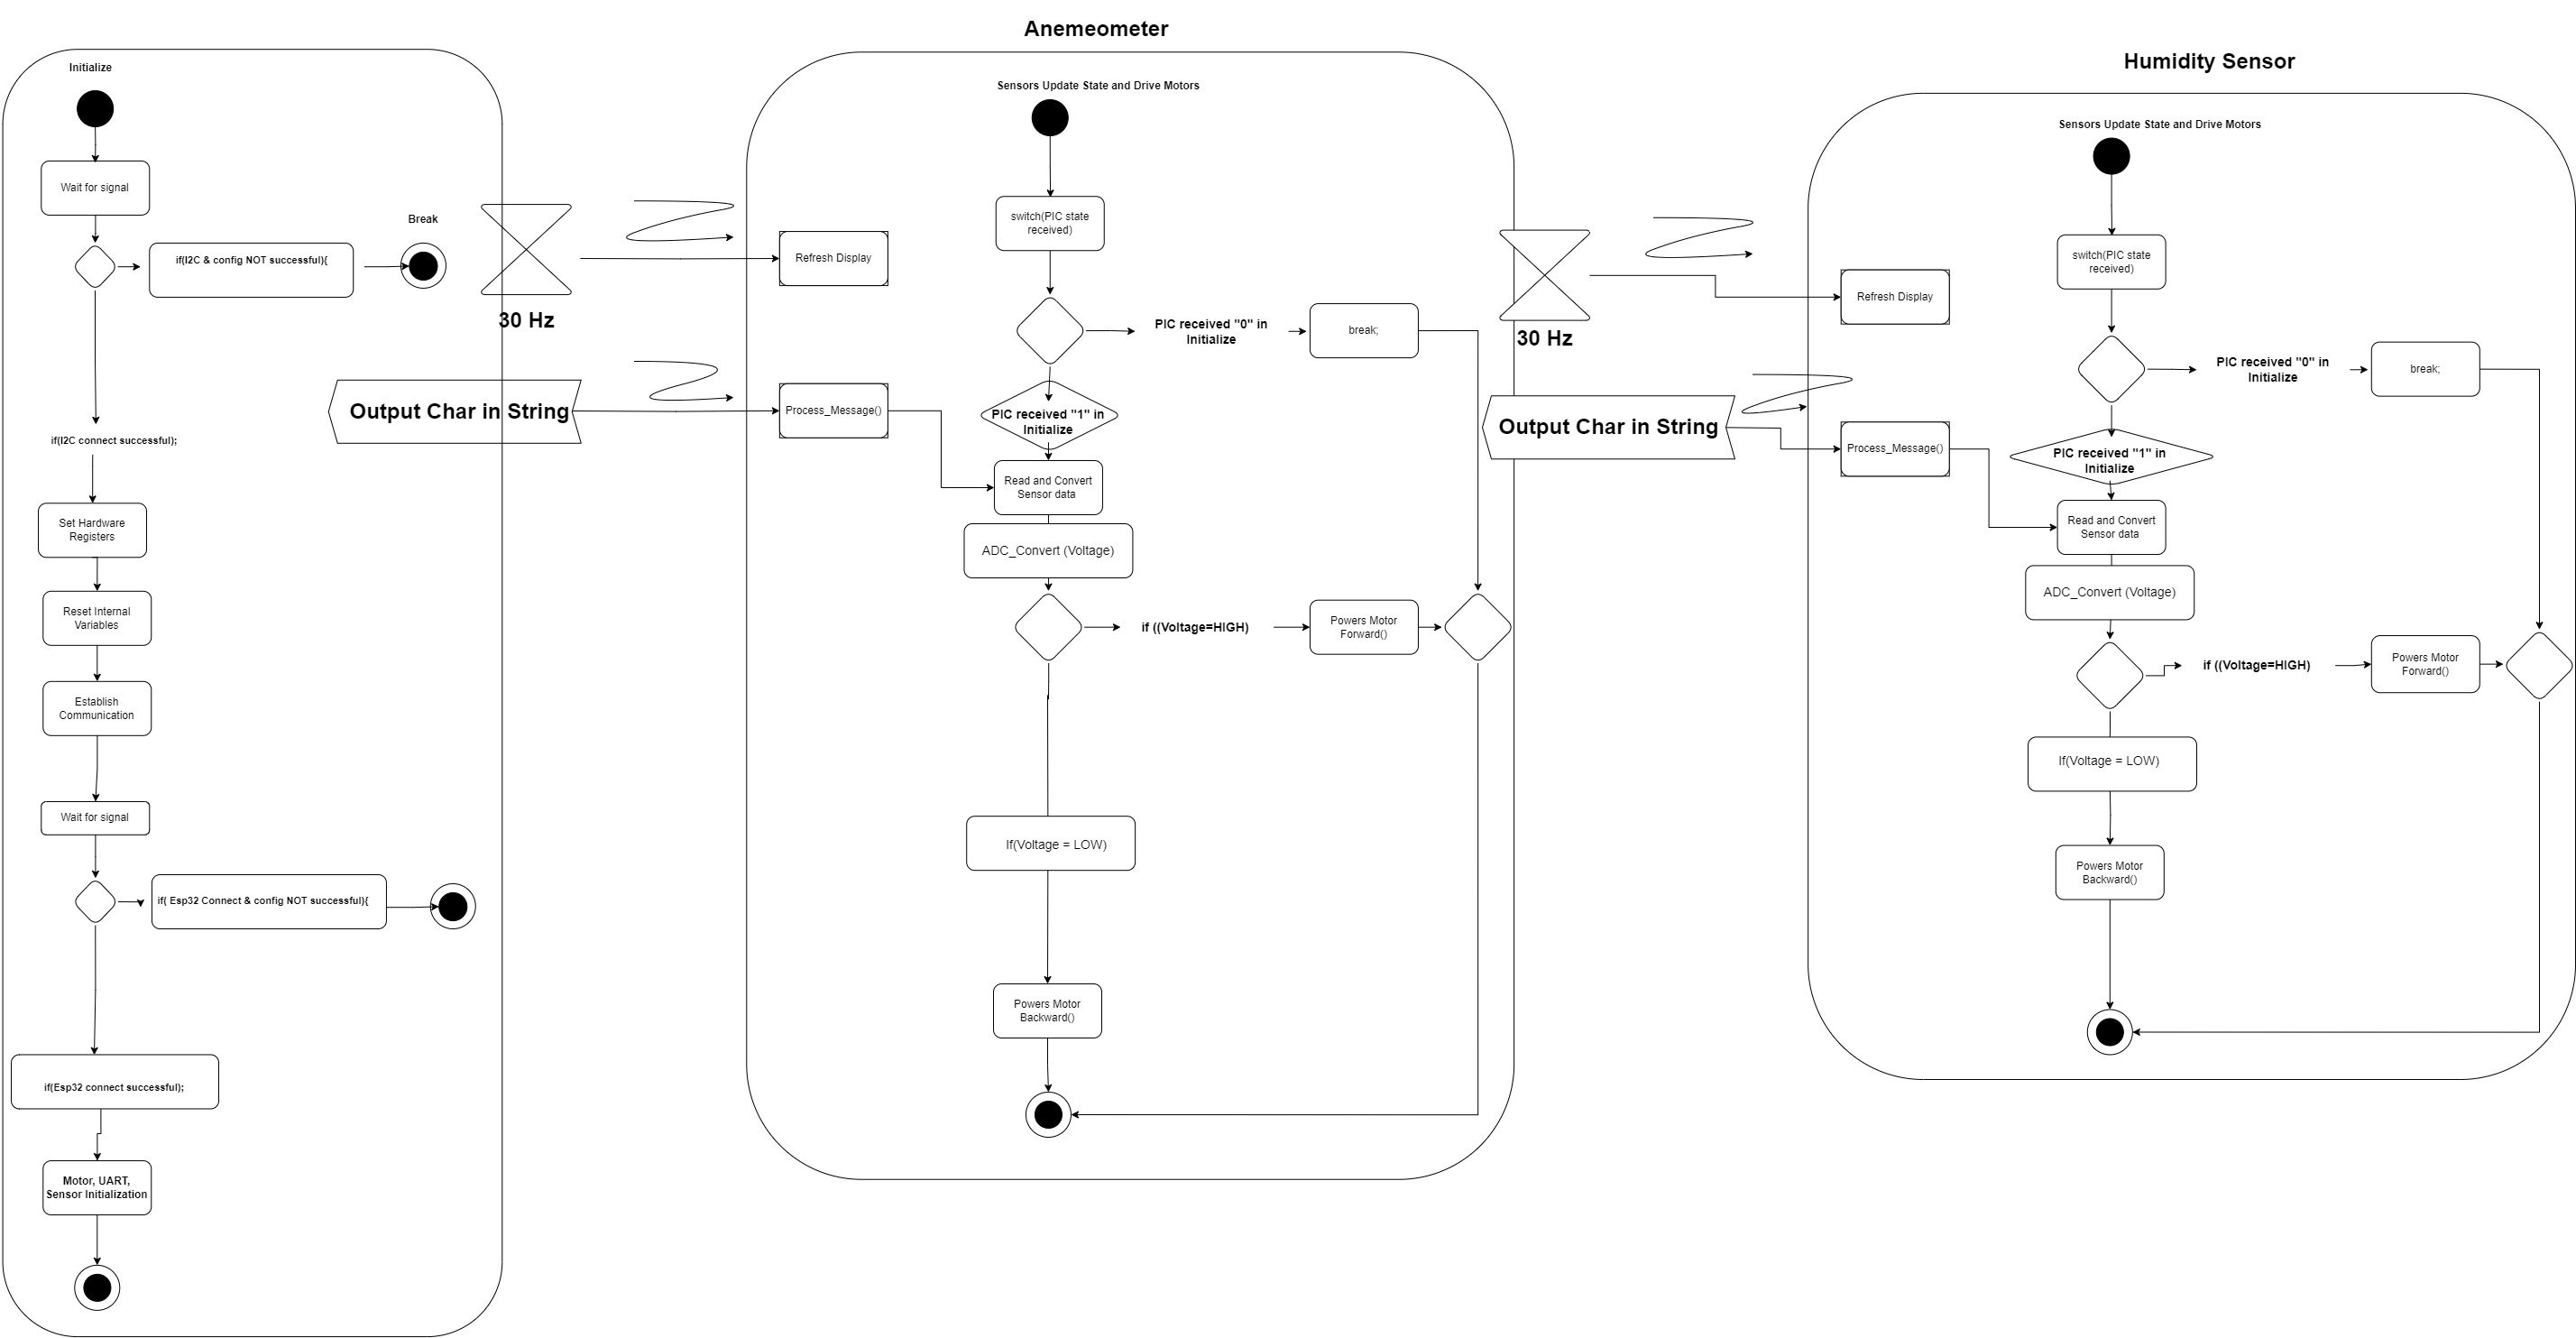 Initialize
Wait for signal
if(I2C & config NOT successful){
Break
if(I2C connect successful);
Set Hardware
Registers
Reset Internal
Variables
Establish
Communication
Wait for signal
if( Esp32 Connect & config NOT successful){
if(Esp32 connect successful);
Motor, UART,
Sensor Initialization
30 Hz
Output Char in String
Anemeometer
Sensors Update State and Drive Motors
switch(PIC state
received)
Refresh Display
PIC received "0" in
Initialize
break;
Process_Message()
PIC received "1" in
Initialize
Read and Convert
Sensor data
ADC_Convert (Voltage)
if ((Voltage=HIGH)
Powers Motor
Forward()
If(Voltage = LOW)
Powers Motor
Backward()
30 Hz
Output Char in String
Humidity Sensor
Sensors Update State and Drive Motors
switch(PIC state
received)
Refresh Display
PIC received "0" in
Initialize
break;
Process_Message()
PIC received "1" in
Initialize
Read and Convert
Sensor data
ADC_Convert (Voltage)
if ((Voltage=HIGH)
Powers Motor
Forward()
If(Voltage = LOW)
Powers Motor
Backward()